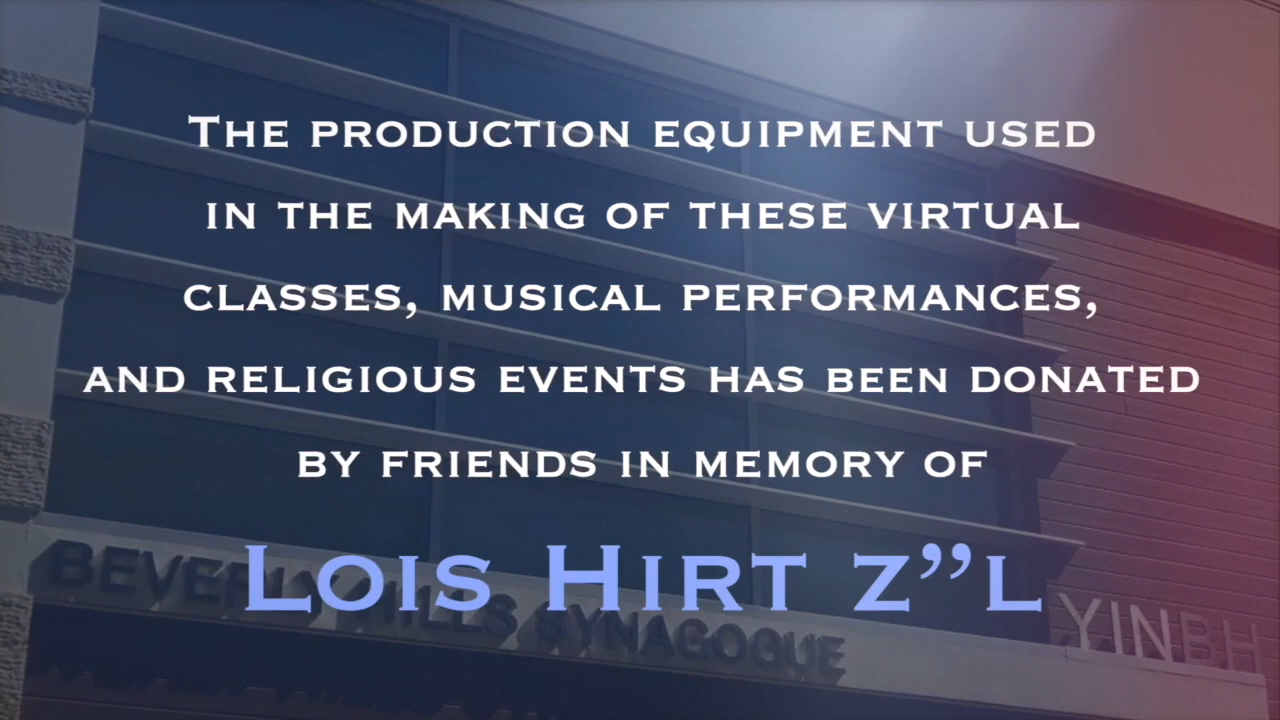 The production equipment used
in the making of these virtual
classes, musical performances,
and religious events has been donated
by friends in memory of
Lois Hirt z”l
BEVERLY HILLS SYNAGOGUE
YINBH